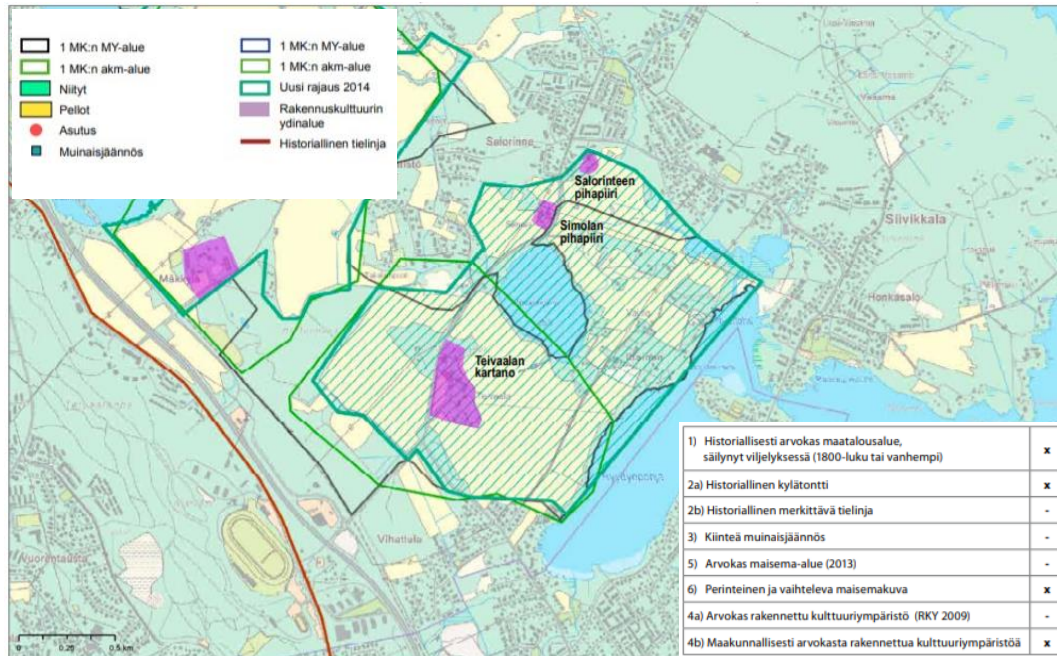 1 MK:n MY-alue
1 MK:n akm-alue
Niityt
Pellot
Asutus
Muinaisjäännös
1 MK:n MY-alue
1 MK:n akm-alue
Uusi rajaus 2014
Rakennuskulttuurin
ydinalue
Historiallinen tielinja
Salorinne
Salorinteen
pihapiiri
Simolan
pihapiiri
Siivikkala
Mäkkylä
Honkasalo
Teivaalan
kartano
Vihattula
Vuorentausta
0 0.25 0.5 km
1) Historiallisesti arvokas maatalousalue,
säilynyt viljelyksessä (1800-luku tai vanhempi) x
2a) Historiallinen kylätontti x
2b) Historiallinen merkittävä tielinja -
3) Kiinteä muinaisjäännös -
5) Arvokas maisema-alue (2013) -
6) Perinteinen ja vaihteleva maisemakuva x
4a) Arvokas rakennettu kulttuuriympäristö (RKY 2009) -
4b) Maakunnallisesti arvokasta rakennettua kulttuuriympäristöä x